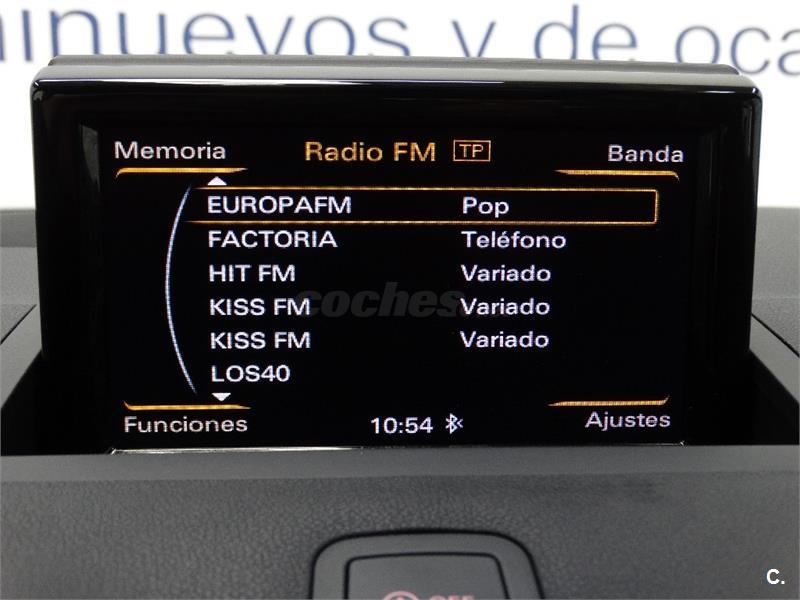 minuevos y de oca
Memoria Radio FM TP Banda
EUROPAFM Pop
FACTORIA Teléfono
HIT FM Variado
KISS FM Variado
KISS FM Variado
LOS40
coches
Funciones 10:54 Ajustes
OFF
C.